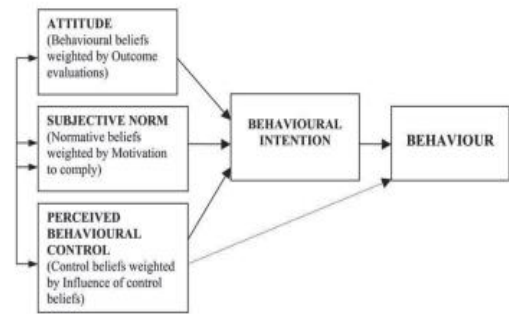 ATTITUDE
(Behavioural beliefs
weighted by Outcome
evaluations)
SUBJECTIVE NORM
(Normative beliefs
weighted by Motivation
to comply)
PERCEIVED
BEHAVIOURAL
CONTROL
(Control beliefs weighted
by Influence of control
beliefs)
BEHAVIOURAL
INTENTION
BEHAVIOUR